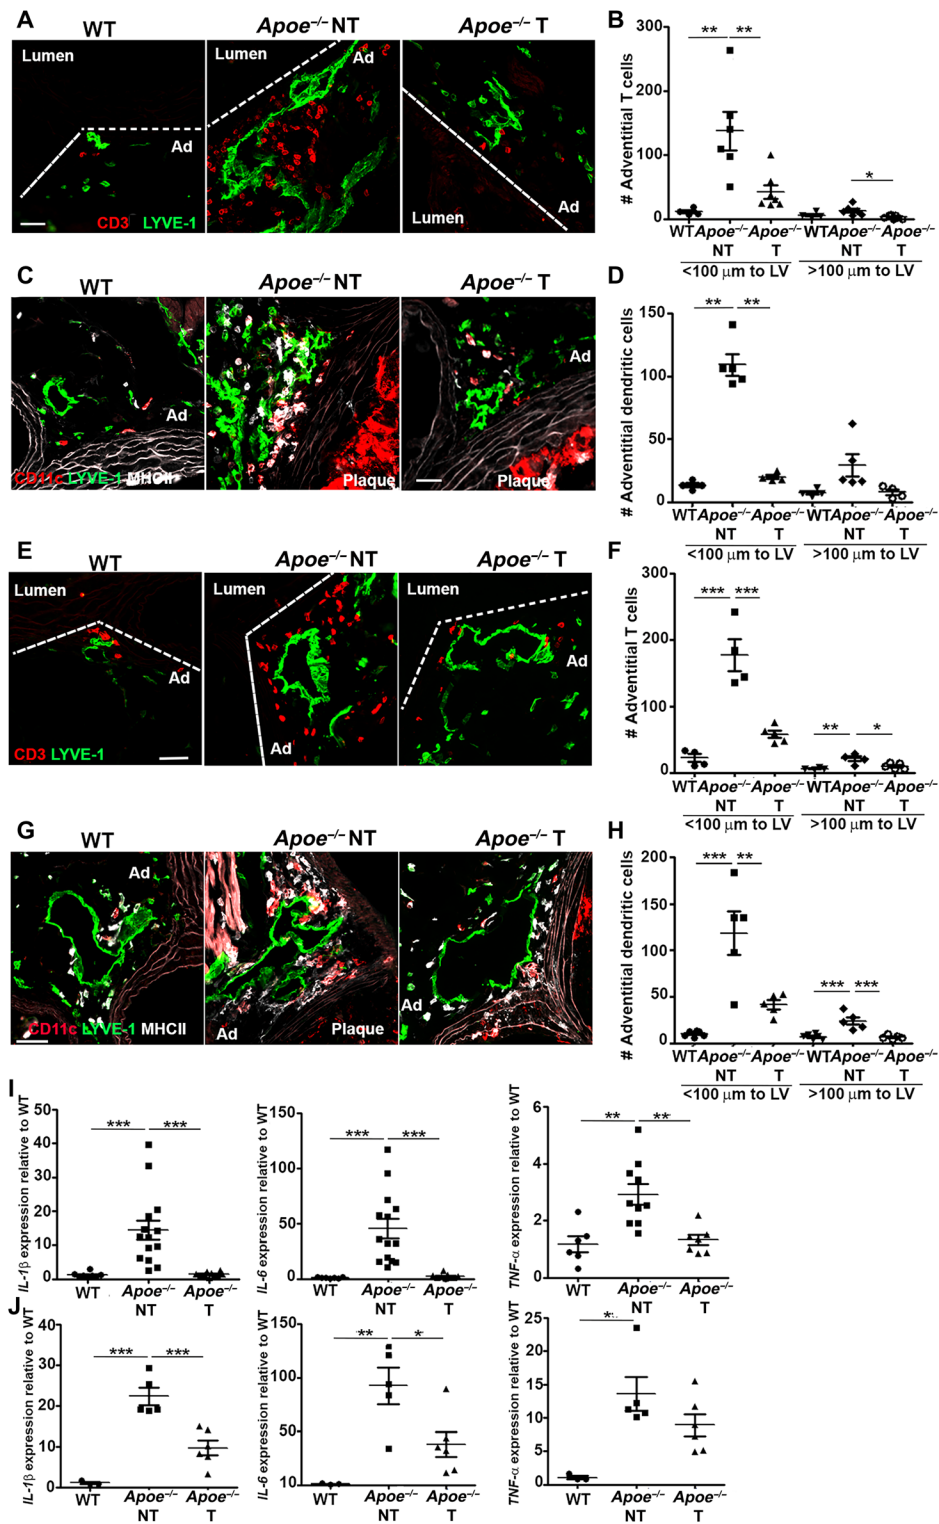 A
WT
Apoe–/– NT
Apoe–/– T
Lumen
Ad
Ad
Ad
Lumen
CD3 LYVE-1
B
# Adventitial T cells
300
200
100
0
WT Apoe–/– Apoe–/– WT Apoe–/– Apoe–/–
NT T NT T
<100 µm to LV >100 µm to LV
** **
*
C
WT
Apoe–/– NT
Apoe–/– T
Ad
Ad
CD11c LYVE-1 MHCII
Plaque
Plaque
D
# Adventitial dendritic cells
150
100
50
0
WT Apoe–/– Apoe–/– WT Apoe–/– Apoe–/–
NT T NT T
<100 µm to LV >100 µm to LV
** **
E
WT
Apoe–/– NT
Apoe–/– T
Lumen
Lumen
Lumen
Ad
Ad
Ad
CD3 LYVE-1
F
# Adventitial T cells
300
200
100
0
WT Apoe–/– Apoe–/– WT Apoe–/– Apoe–/–
NT T NT T
<100 µm to LV >100 µm to LV
*** ***
** *
G
WT
Apoe–/– NT
Apoe–/– T
Ad
Ad
Ad
CD11c LYVE-1 MHCII
Plaque
H
# Adventitial dendritic cells
200
150
100
50
0
WT Apoe–/– Apoe–/– WT Apoe–/– Apoe–/–
NT T NT T
<100 µm to LV >100 µm to LV
*** **
*** ***
I
IL-1β expression relative to WT
50
40
30
20
10
0
*** ***
WT Apoe–/– Apoe–/–
NT T
IL-6 expression relative to WT
150
100
50
0
*** ***
WT Apoe–/– Apoe–/–
NT T
TNF-α expression relative to WT
6
4
2
0
** **
WT Apoe–/– Apoe–/–
NT T
J
IL-1β expression relative to WT
40
30
20
10
0
*** ***
WT Apoe–/– Apoe–/–
NT T
IL-6 expression relative to WT
150
100
50
10
** *
WT Apoe–/– Apoe–/–
NT T
TNF-α expression relative to WT
25
20
15
10
5
0
*
WT Apoe–/– Apoe–/–
NT T